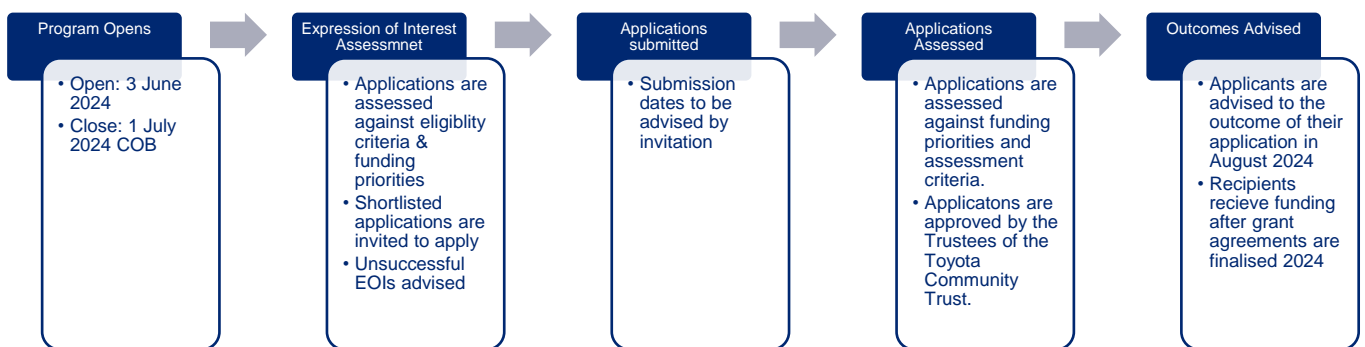 Program Opens
• Open: 3 June
2024
• Close: 1 July
2024 COB
Expression of Interest
Assessmnet
• Applications are
assessed
against eligiblity
criteria &
funding
priorities
• Shortlisted
applications are
invited to apply
• Unsuccessful
EOIs advised
Applications
submitted
• Submission
dates to be
advised by
invitation
Applications
Assessed
• Applications are
assessed
against funding
priorities and
assessment
criteria.
• Applicatons are
approved by the
Trustees of the
Toyota
Community
Trust.
Outcomes Advised
• Applicants are
advised to the
outcome of their
application in
August 2024
• Recipients
recieve funding
after grant
agreements are
finalised 2024